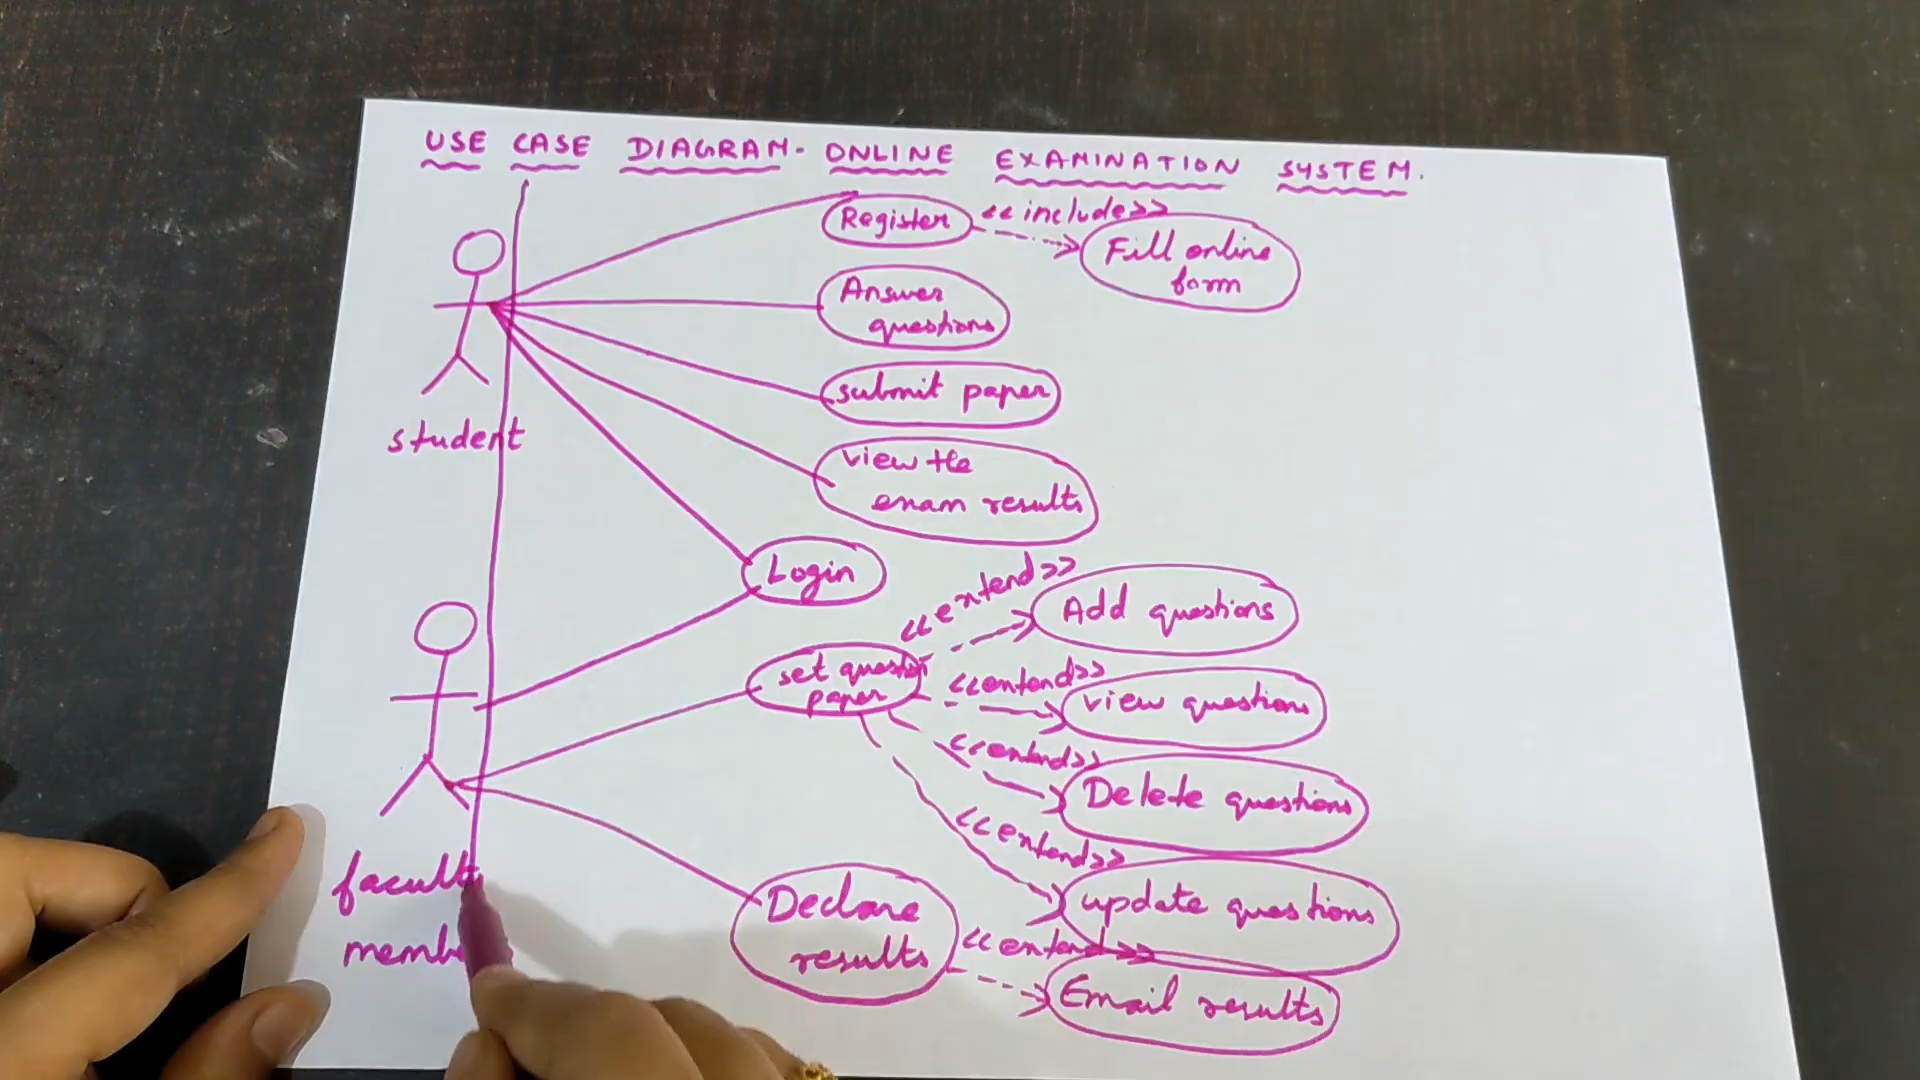 USE CASE DIAGRAM- ONLINE EXAMINATION SYSTEM.
Register
<<include>>
Fill online
form
Answer
questions
submit paper
student
view the
exam results
Login
<<extend>>
Add questions
set question
paper
<<extend>>
view questions
<<extend>>
Delete questions
<<extend>>
update questions
faculty
member
Declare
results
<<extend>>
Email results